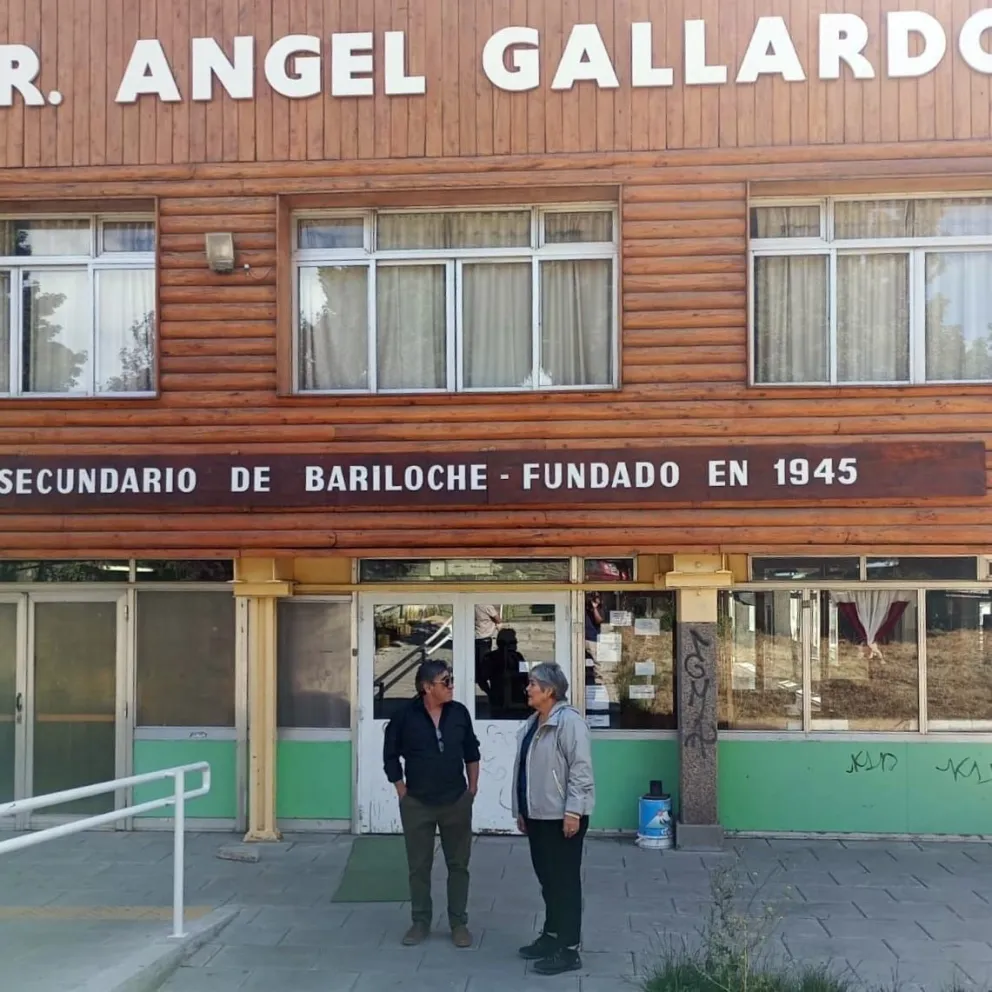 R. ANGEL GALLARDO
SECUNDARIO DE BARILOCHE - FUNDADO EN 1945